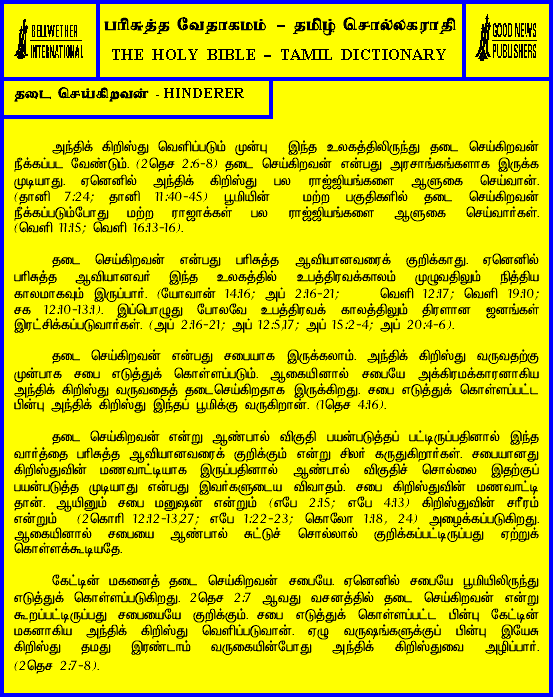 BELLWETHER
INTERNATIONAL
பரிசுத்த வேதாகமம் – தமிழ் சொல்லகராதி
THE HOLY BIBLE – TAMIL DICTIONARY
GOOD NEWS
PUBLISHERS
தடை செய்கிறவன் - HINDERER
அந்திக் கிறிஸ்து வெளிப்படும் முன்பு இந்த உலகத்திலிருந்து தடை செய்கிறவன்
நீக்கப்பட வேண்டும். (2தெச 2:6-8) தடை செய்கிறவன் என்பது அரசாங்கங்களாக இருக்க
முடியாது. ஏனெனில் அந்திக் கிறிஸ்து பல ராஜ்ஜியங்களை ஆளுகை செய்வான்.
(தானி 7:24; தானி 11:40-45) பூமியின் மற்ற பகுதிகளில் தடை செய்கிறவன்
நீக்கப்படும்போது மற்ற ராஜாக்கள் பல ராஜ்ஜியங்களை ஆளுகை செய்வார்கள்.
(வெளி 11:15; வெளி 16:13-16).
தடை செய்கிறவன் என்பது பரிசுத்த ஆவியானவரைக் குறிக்காது. ஏனெனில்
பரிசுத்த ஆவியானவர் இந்த உலகத்தில் உபத்திரவக்காலம் முழுவதிலும் நித்திய
காலமாகவும் இருப்பார். (யோவான் 14:16; அப் 2:16-21; வெளி 12:17; வெளி 19:10;
சக 12:10-13:1). இப்பொழுது போலவே உபத்திரவக் காலத்திலும் திரளான ஜனங்கள்
இரட்சிக்கப்படுவார்கள். (அப் 2:16-21; அப் 12:5,17; அப் 15:2-4; அப் 20:4-6).
தடை செய்கிறவன் என்பது சபையாக இருக்கலாம். அந்திக் கிறிஸ்து வருவதற்கு
முன்பாக சபை எடுத்துக் கொள்ளப்படும். ஆகையினால் சபையே அக்கிரமக்காரனாகிய
அந்திக் கிறிஸ்து வருவதைத் தடைசெய்கிறதாக இருக்கிறது. சபை எடுத்துக் கொள்ளப்பட்ட
பின்பு அந்திக் கிறிஸ்து இந்தப் பூமிக்கு வருகிறான். (1தெச 4:16).
தடை செய்கிறவன் என்று ஆண்பால் விகுதி பயன்படுத்தப் பட்டிருப்பதினால் இந்த
வார்த்தை பரிசுத்த ஆவியானவரைக் குறிக்கும் என்று சிலர் கருதுகிறார்கள். சபையானது
கிறிஸ்துவின் மணவாட்டியாக இருப்பதினால் ஆண்பால் விகுதிச் சொல்லை இதற்குப்
பயன்படுத்த முடியாது என்பது இவர்களுடைய விவாதம். சபை கிறிஸ்துவின் மணவாட்டி
தான். ஆயினும் சபை மனுஷன் என்றும் (எபே 2:15; எபே 4:13) கிறிஸ்துவின் சரீரம்
என்றும் (2கொரி 12:12-13,27; எபே 1:22-23; கொலோ 1:18, 24) அழைக்கப்படுகிறது.
ஆகையினால் சபையை ஆண்பால் சுட்டுச் சொல்லால் குறிக்கப்பட்டிருப்பது ஏற்றுக்
கொள்ளக்கூடியதே.
கேட்டின் மகனைத் தடை செய்கிறவன் சபையே. ஏனெனில் சபையே பூமியிலிருந்து
எடுத்துக் கொள்ளப்படுகிறது. 2தெச 2:7 ஆவது வசனத்தில் தடை செய்கிறவன் என்று
கூறப்பட்டிருப்பது சபையையே குறிக்கும். சபை எடுத்துக் கொள்ளப்பட்ட பின்பு கேட்டின்
மகனாகிய அந்திக் கிறிஸ்து வெளிப்படுவான். ஏழு வருஷங்களுக்குப் பின்பு இயேசு
கிறிஸ்து தமது இரண்டாம் வருகையின்போது அந்திக் கிறிஸ்துவை அழிப்பார்.
(2தெச 2:7-8).